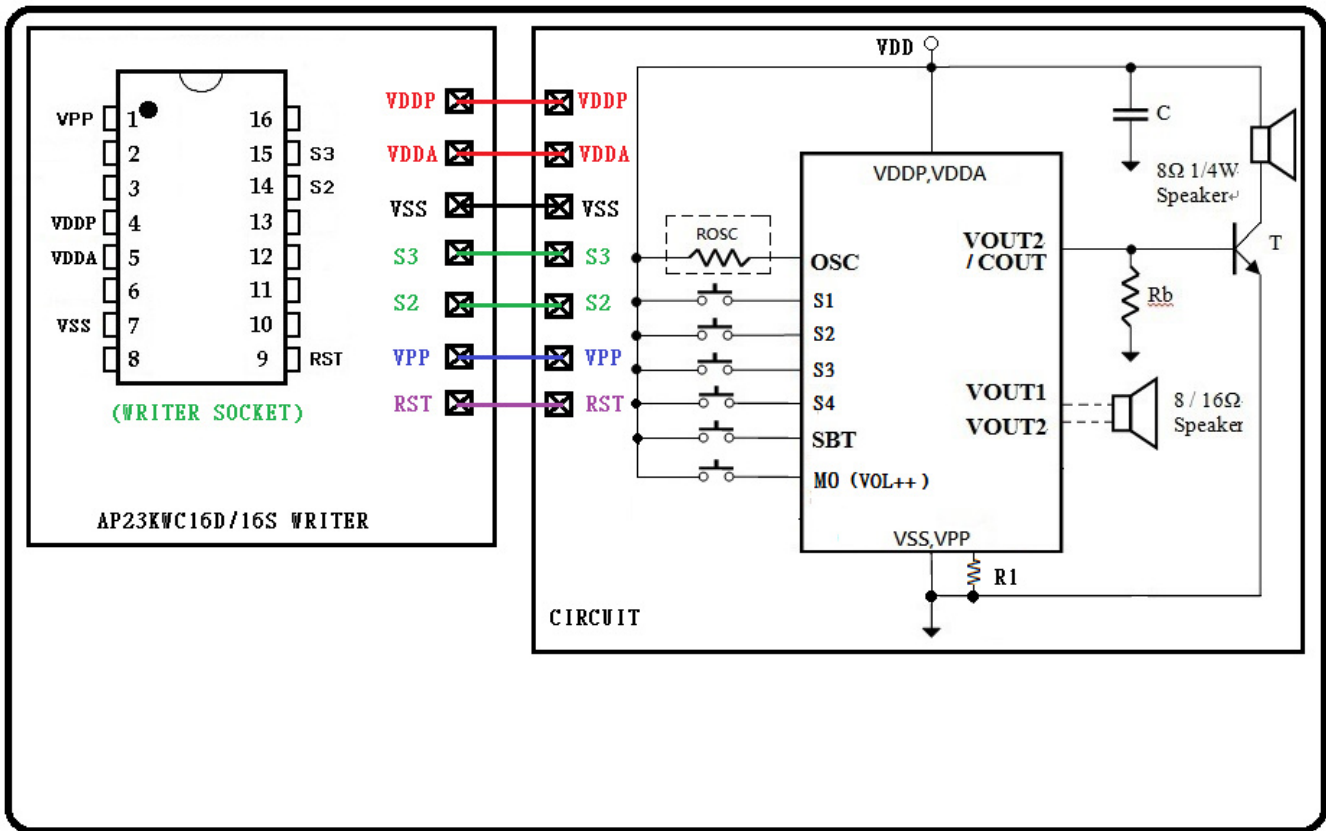 VPP
1
16
2
15
S3
3
14
S2
VDDP
4
13
VDDA
5
12
6
11
VSS
7
10
8
9
RST
(WRITER SOCKET)
AP23KWC16D/16S WRITER
VDDP
VDDP
VDDA
VDDA
VSS
VSS
S3
S3
S2
S2
VPP
VPP
RST
RST
VDD
C
8Ω 1/4W
Speaker↵
VDDP,VDDA
ROSC
OSC
S1
S2
S3
S4
SBT
MO (VOL++)
VOUT2
/ COUT
T
Rb
VOUT1
VOUT2
8 / 16Ω
Speaker
VSS,VPP
R1
CIRCUIT